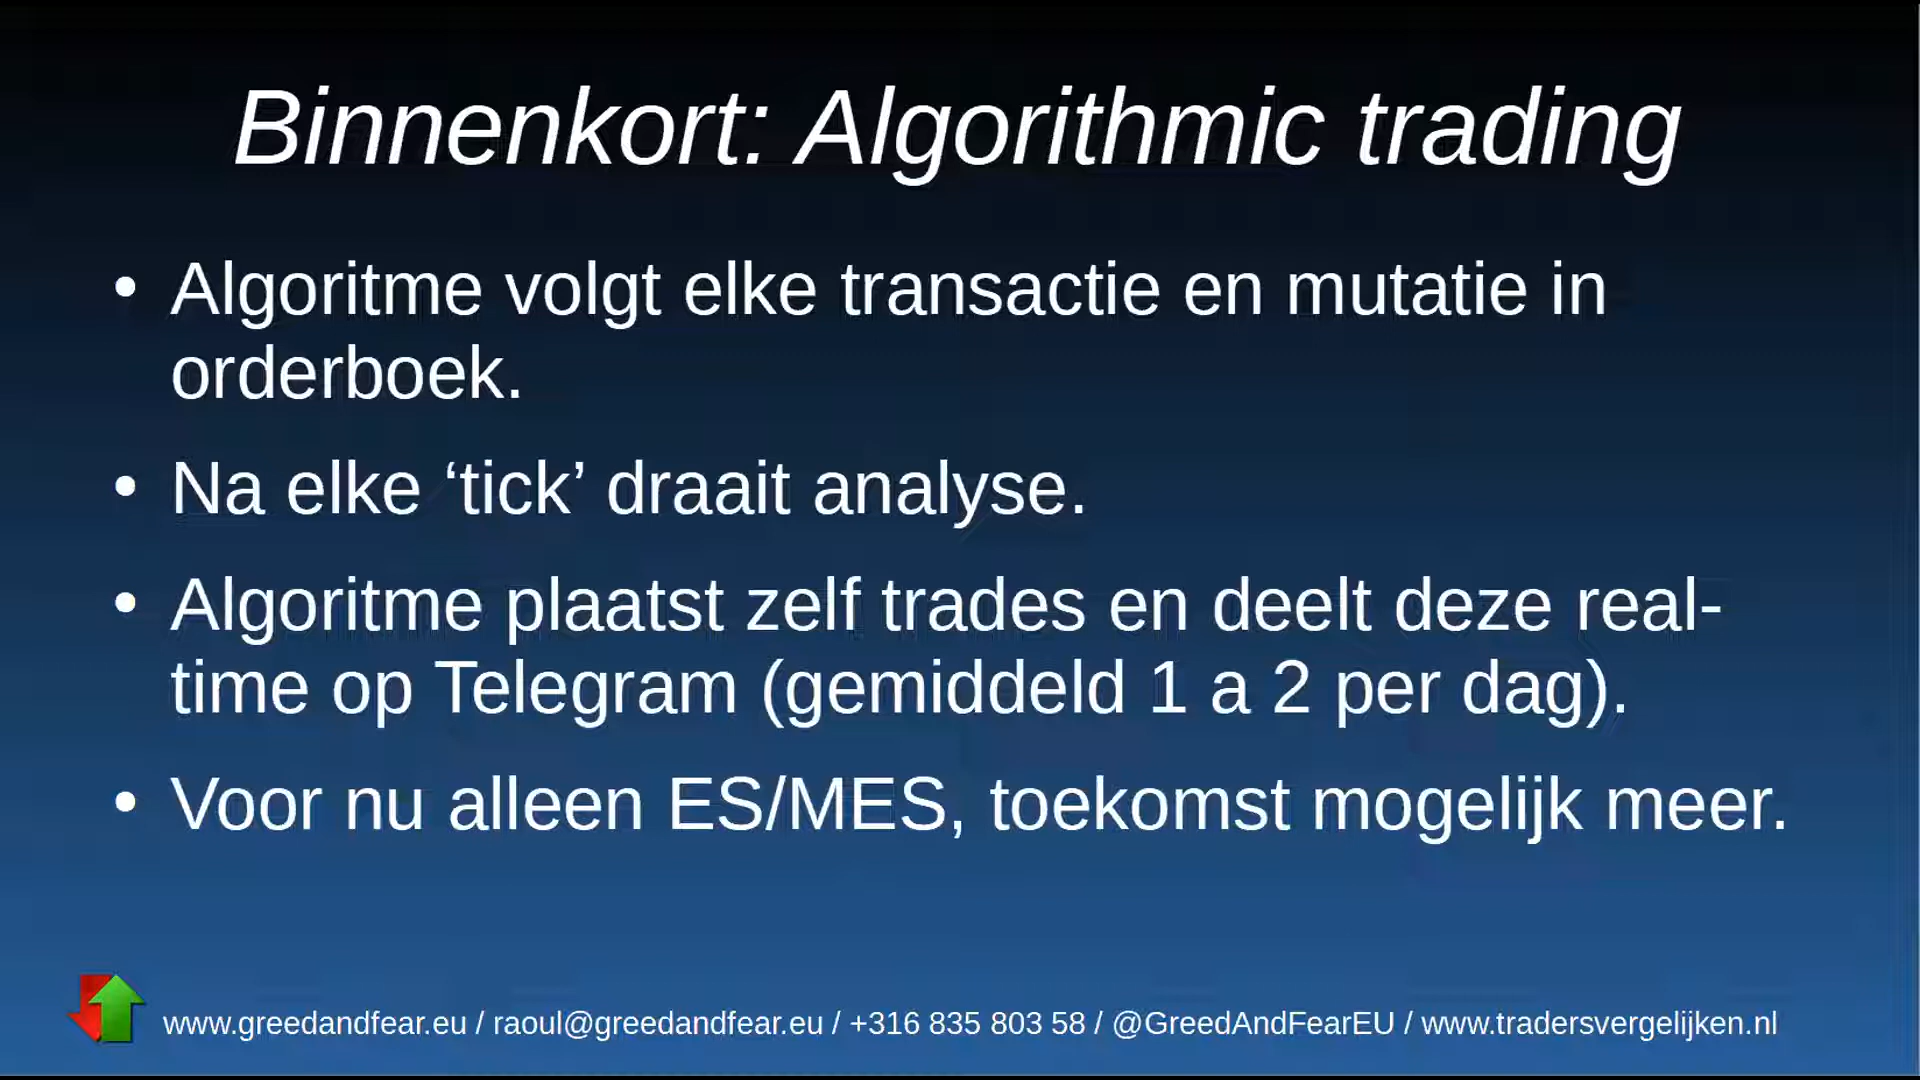 Binnenkort: Algorithmic trading
• Algoritme volgt elke transactie en mutatie in
orderboek.
• Na elke ‘tick’ draait analyse.
• Algoritme plaatst zelf trades en deelt deze real-
time op Telegram (gemiddeld 1 a 2 per dag).
• Voor nu alleen ES/MES, toekomst mogelijk meer.
www.greedandfear.eu / raoul@greedandfear.eu / +316 835 803 58 / @GreedAndFearEU / www.tradersvergelijken.nl